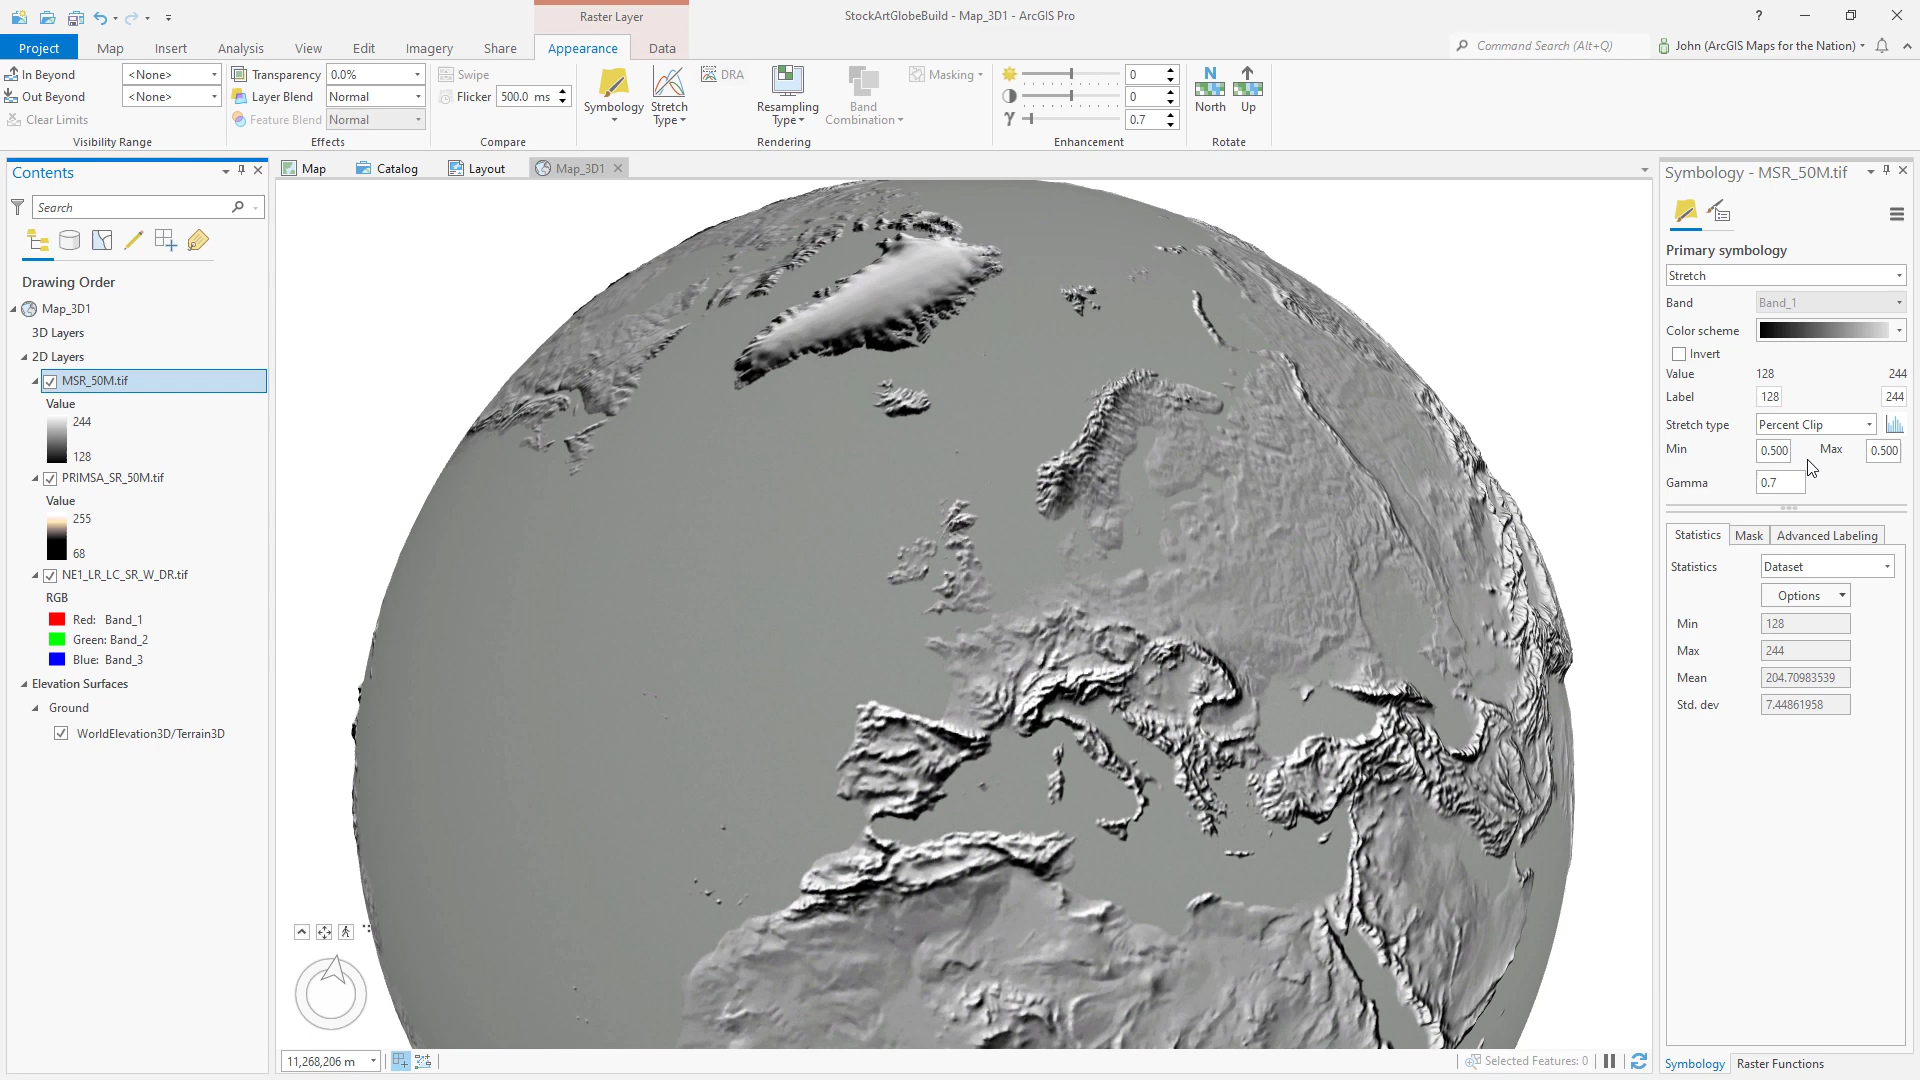 Raster Layer
StockArtGlobeBuild - Map_3D1 - ArcGIS Pro
?
Project
Map
Insert
Analysis
View
Edit
Imagery
Share
Appearance
Data
Command Search (Alt+Q)
John (ArcGIS Maps for the Nation)
In Beyond
<None>
Out Beyond
<None>
Clear Limits
Visibility Range
Transparency
0.0%
Layer Blend
Normal
Feature Blend
Normal
Effects
Swipe
Flicker
500.0 ms
Compare
Symbology
Stretch
Type
DRA
Resampling
Type
Band
Combination
Masking
Rendering
0
0
γ
0.7
Enhancement
N
North
Up
Rotate
Contents
Search
Drawing Order
Map_3D1
3D Layers
2D Layers
MSR_50M.tif
Value
244
128
PRIMSA_SR_50M.tif
Value
255
68
NE1_LR_LC_SR_W_DR.tif
RGB
Red: Band_1
Green: Band_2
Blue: Band_3
Elevation Surfaces
Ground
WorldElevation3D/Terrain3D
Map
Catalog
Layout
Map_3D1
11,268,206 m
Selected Features: 0
Symbology - MSR_50M.tif
Primary symbology
Stretch
Band
Band_1
Color scheme
Invert
Value
128
244
Label
128
244
Stretch type
Percent Clip
Min
0.500
Max
0.500
Gamma
0.7
Statistics
Mask
Advanced Labeling
Statistics
Dataset
Options
Min
128
Max
244
Mean
204.70983539
Std. dev
7.44861958
Symbology
Raster Functions